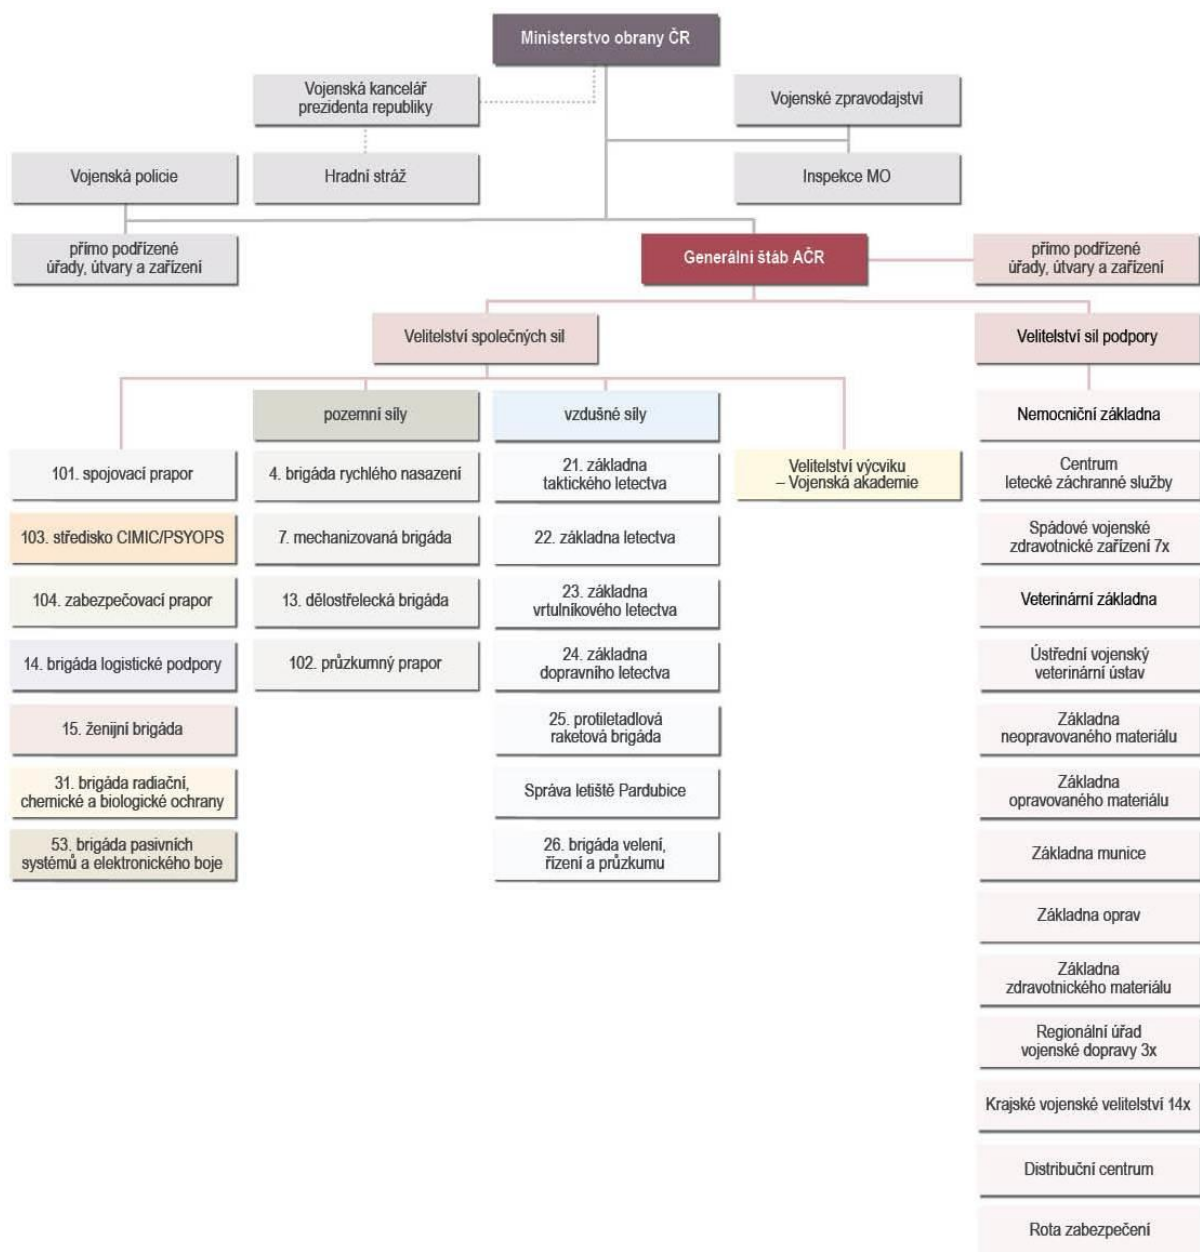 Ministerstvo obrany ČR
Vojenská kancelář
prezidenta republiky
Vojenské zpravodajství
Vojenská policie
Hradní stráž
Inspekce MO
přímo podřízené
úřady, útvary a zařízení
Generální štáb AČR
přímo podřízené
úřady, útvary a zařízení
Velitelství společných sil
Velitelství sil podpory
101. spojovací prapor
103. středisko CIMIC/PSYOPS
104. zabezpečovací prapor
14. brigáda logistické podpory
15. ženijní brigáda
31. brigáda radiační,
chemické a biologické ochrany
53. brigáda pasivních
systémů a elektronického boje
pozemní síly
4. brigáda rychlého nasazení
7. mechanizovaná brigáda
13. dělostřelecká brigáda
102. průzkumný prapor
vzdušné síly
21. základna
taktického letectva
22. základna letectva
23. základna
vrtulníkového letectva
24. základna
dopravního letectva
25. protiletadlová
raketová brigáda
Správa letiště Pardubice
26. brigáda velení,
řízení a průzkumu
Velitelství výcviku
– Vojenská akademie
Nemocniční základna
Centrum
letecké záchranné služby
Spádové vojenské
zdravotnické zařízení 7x
Veterinární základna
Ústřední vojenský
veterinární ústav
Základna
neopravovaného materiálu
Základna
opravovaného materiálu
Základna munice
Základna oprav
Základna
zdravotnického materiálu
Regionální úřad
vojenské dopravy 3x
Krajské vojenské velitelství 14x
Distribuční centrum
Rota zabezpečení